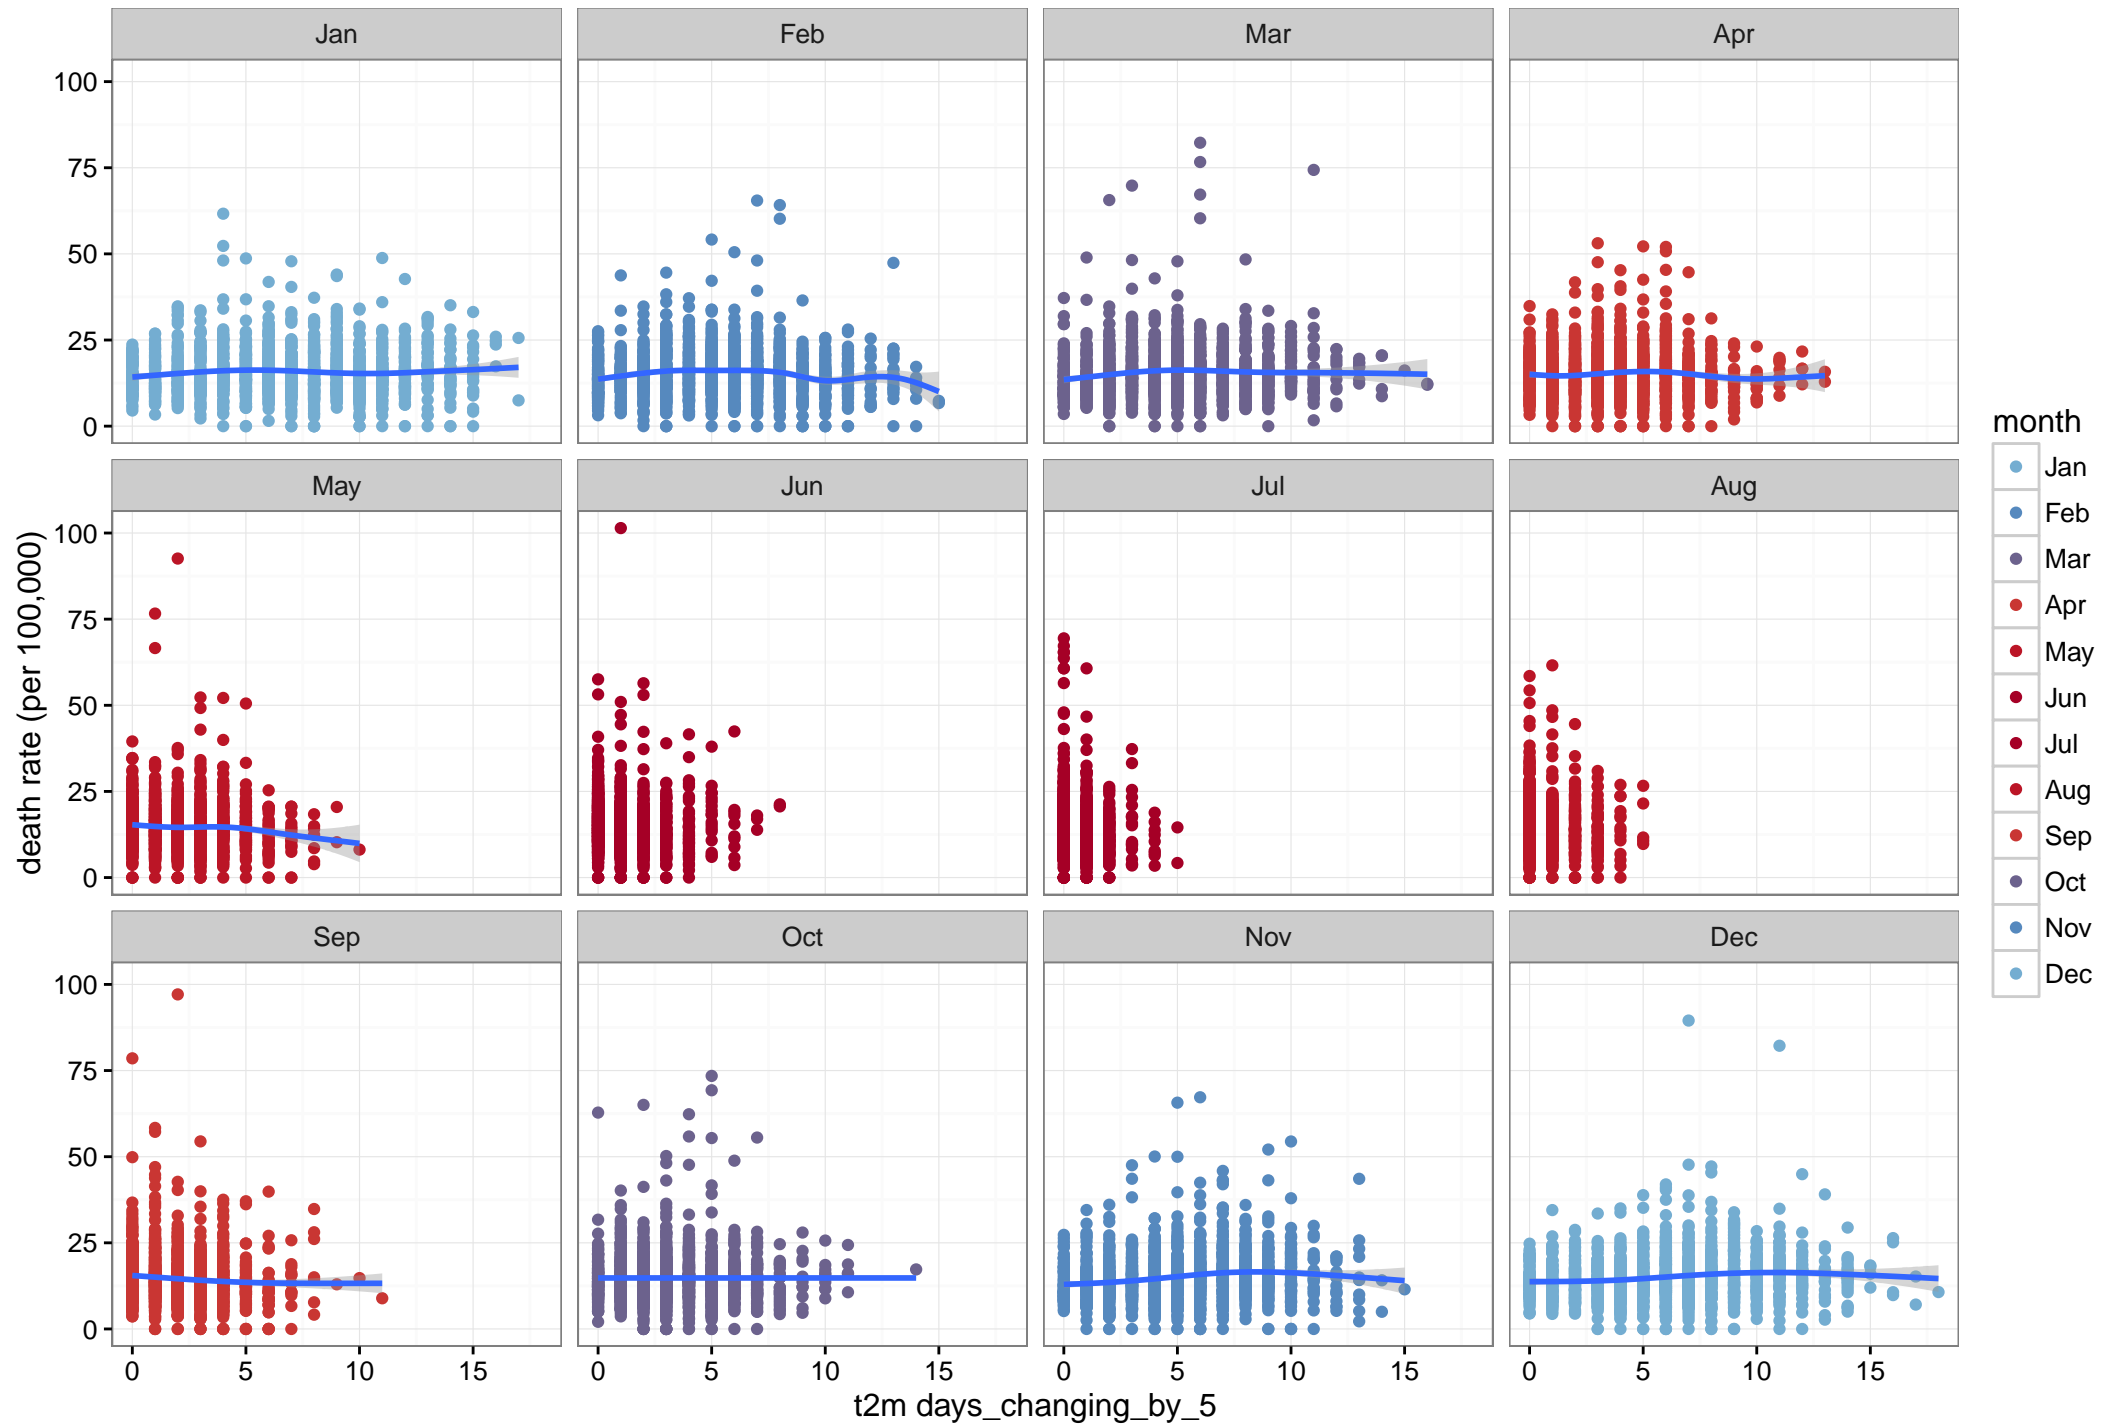 Jan Feb Mar Apr
100
75
50
25
0
May Jun Jul Aug
100
75
50
25
0
Sep Oct Nov Dec
100
75
50
25
0
0 5 10 15 0 5 10 15 0 5 10 15 0 5 10 15
t2m days_changing_by_5
death rate (per 100,000)
month
Jan
Feb
Mar
Apr
May
Jun
Jul
Aug
Sep
Oct
Nov
Dec